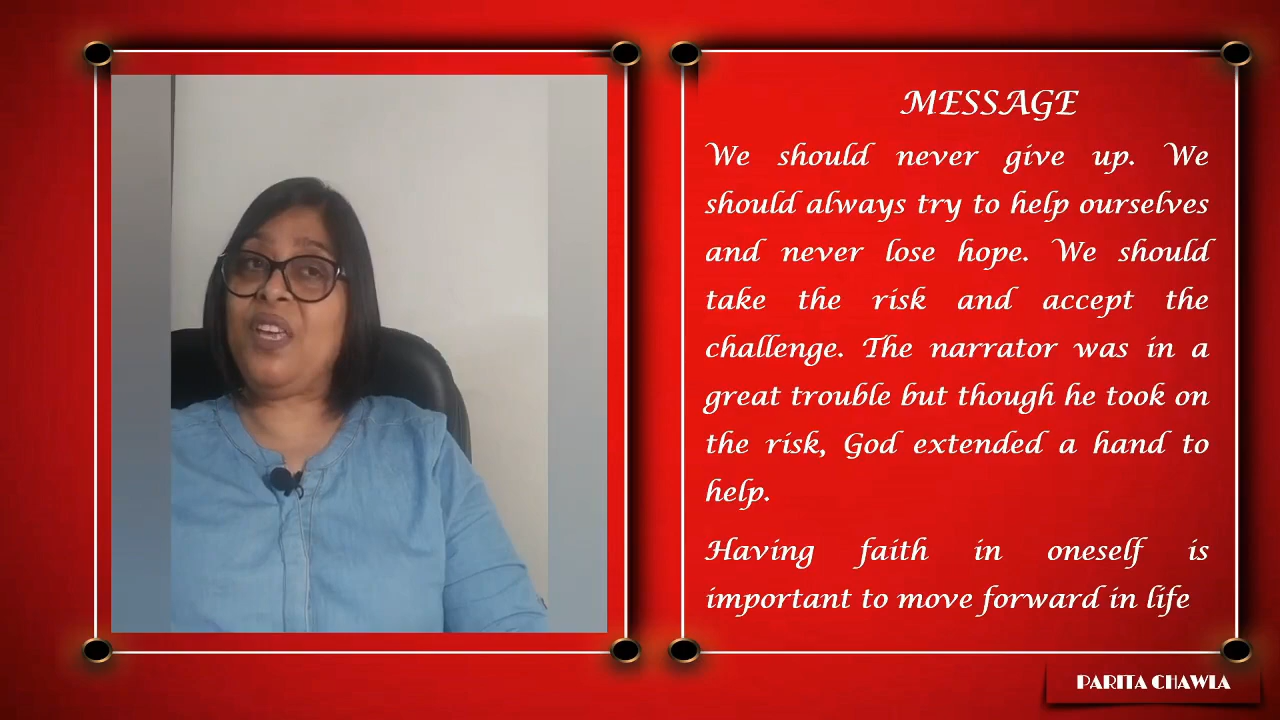 MESSAGE
We should never give up. We
should always try to help ourselves
and never lose hope. We should
take the risk and accept the
challenge. The narrator was in a
great trouble but though he took on
the risk, God extended a hand to
help.
Having faith in oneself is
important to move forward in life
PARITA CHAWLA